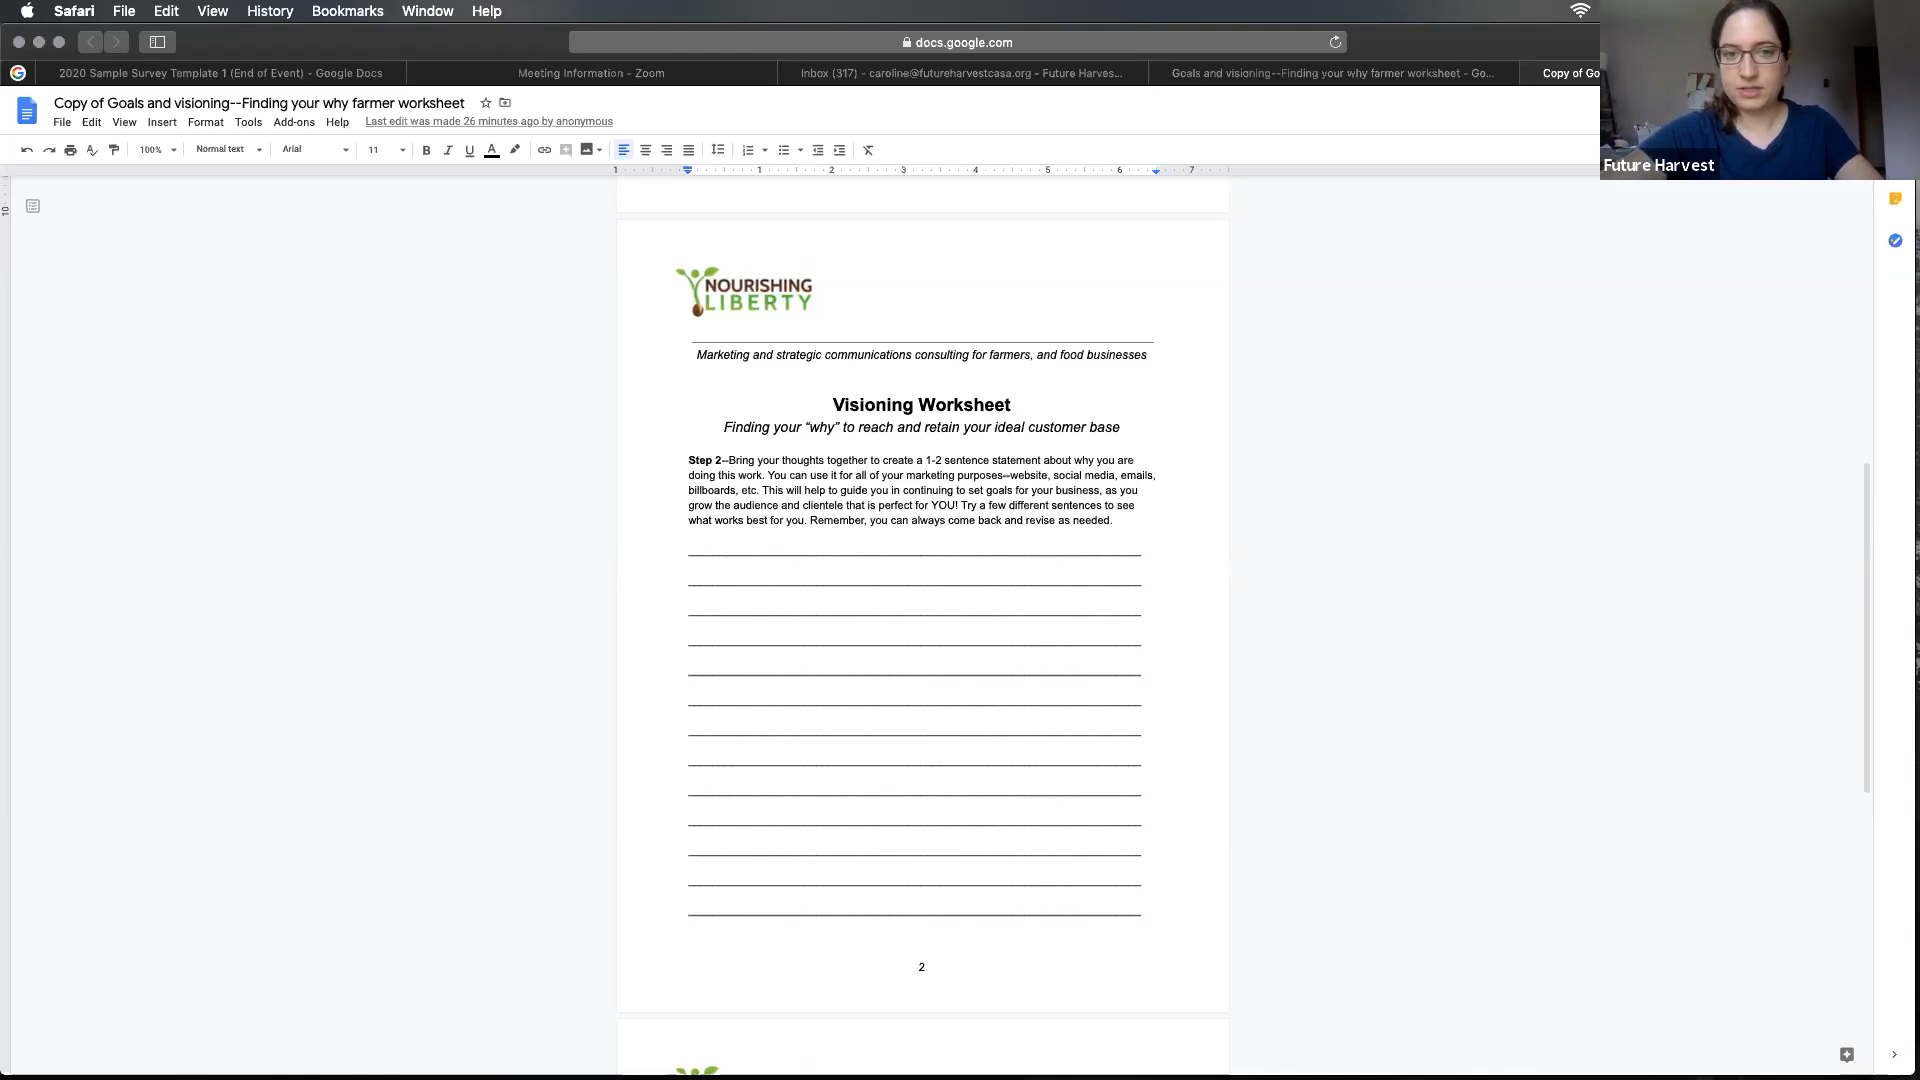 Safari File Edit View History Bookmarks Window Help
docs.google.com
2020 Sample Survey Template 1 (End of Event) - Google Docs
Meeting Information - Zoom
Inbox (317) - caroline@futureharvestcasa.org - Future Harves...
Goals and visioning--Finding your why farmer worksheet - Go...
Copy of Go
Copy of Goals and visioning--Finding your why farmer worksheet
File Edit View Insert Format Tools Add-ons Help Last edit was made 26 minutes ago by anonymous
100% Normal text Arial 11 B I U A
Future Harvest
1 1 2 3 4 5 6 7
10
NOURISHING
LIBERTY
Marketing and strategic communications consulting for farmers, and food businesses
Visioning Worksheet
Finding your “why” to reach and retain your ideal customer base
Step 2--Bring your thoughts together to create a 1-2 sentence statement about why you are
doing this work. You can use it for all of your marketing purposes--website, social media, emails,
billboards, etc. This will help to guide you in continuing to set goals for your business, as you
grow the audience and clientele that is perfect for YOU! Try a few different sentences to see
what works best for you. Remember, you can always come back and revise as needed.
2